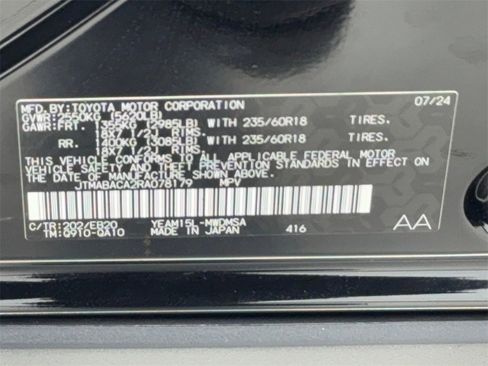 MFD.BY:TOYOTA MOTOR CORPORATION 07/24
GVWR:2550KG (5620LB)
GAWR:FRT. 1355KG (2985LB) WITH 235/60R18 TIRES.
18X7 1/2J RIMS.
RR. 1400KG (3085LB) WITH 235/60R18 TIRES.
18X7 1/2J RIMS.
THIS VEHICLE CONFORMS TO ALL APPLICABLE FEDERAL MOTOR
VEHICLE SAFETY AND THEFT PREVENTION STANDARDS IN EFFECT
ON THE DATE OF MANUFACTURE SHOWN ABOVE.
JTMABACA2RA078179 MPV
C/TR:202/EB20 YEAM15L-MWDMSA
TM:Q910-QA10 MADE IN JAPAN 416 AA